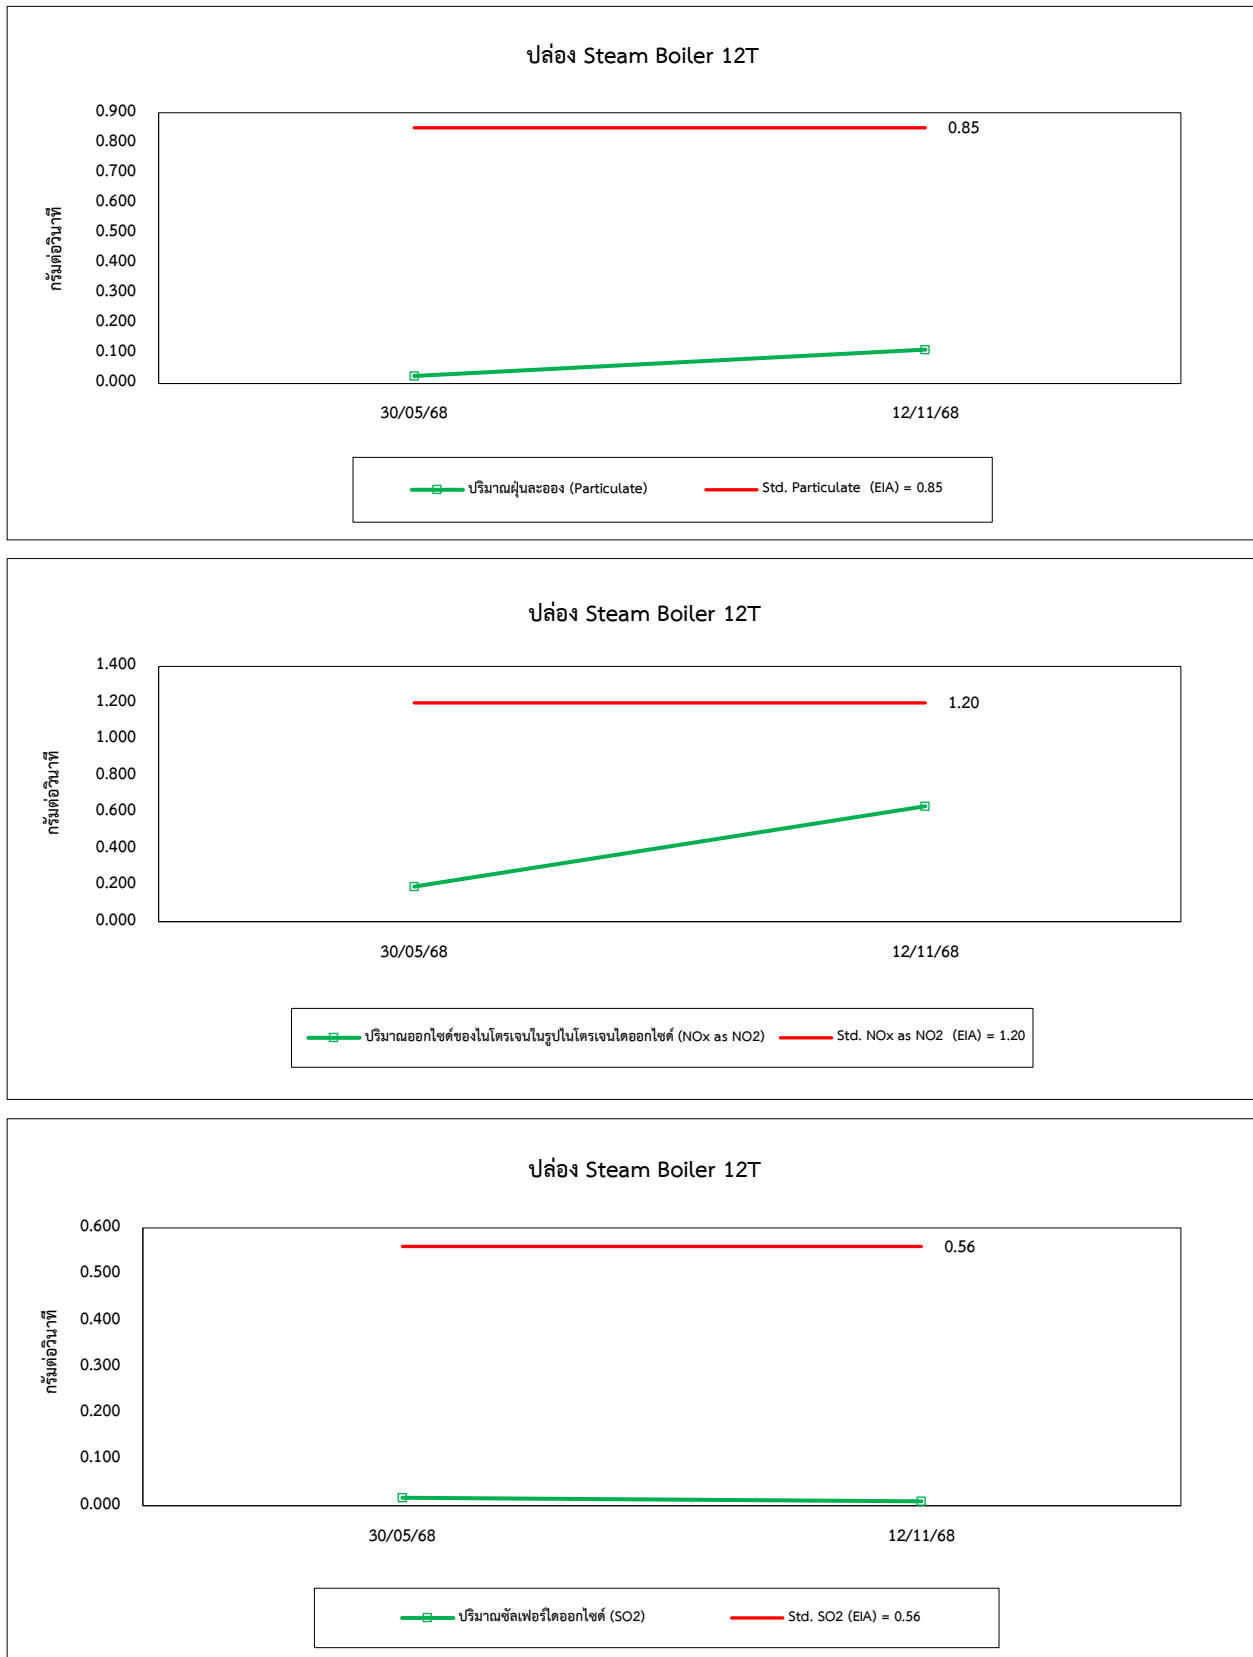 ปล่อง Steam Boiler 12T
0.900
0.800
0.700
0.600
0.500
0.400
0.300
0.200
0.100
0.000
กรัมต่อวินาที
0.85
30/05/68
12/11/68
ปริมาณฝุ่นละออง (Particulate)
Std. Particulate (EIA) = 0.85
ปล่อง Steam Boiler 12T
1.400
1.200
1.000
0.800
0.600
0.400
0.200
0.000
กรัมต่อวินาที
1.20
30/05/68
12/11/68
ปริมาณออกไซด์ของไนโตรเจนในรูปไนโตรเจนไดออกไซด์ (NOx as NO2)
Std. NOx as NO2 (EIA) = 1.20
ปล่อง Steam Boiler 12T
0.600
0.500
0.400
0.300
0.200
0.100
0.000
กรัมต่อวินาที
0.56
30/05/68
12/11/68
ปริมาณซัลเฟอร์ไดออกไซด์ (SO2)
Std. SO2 (EIA) = 0.56